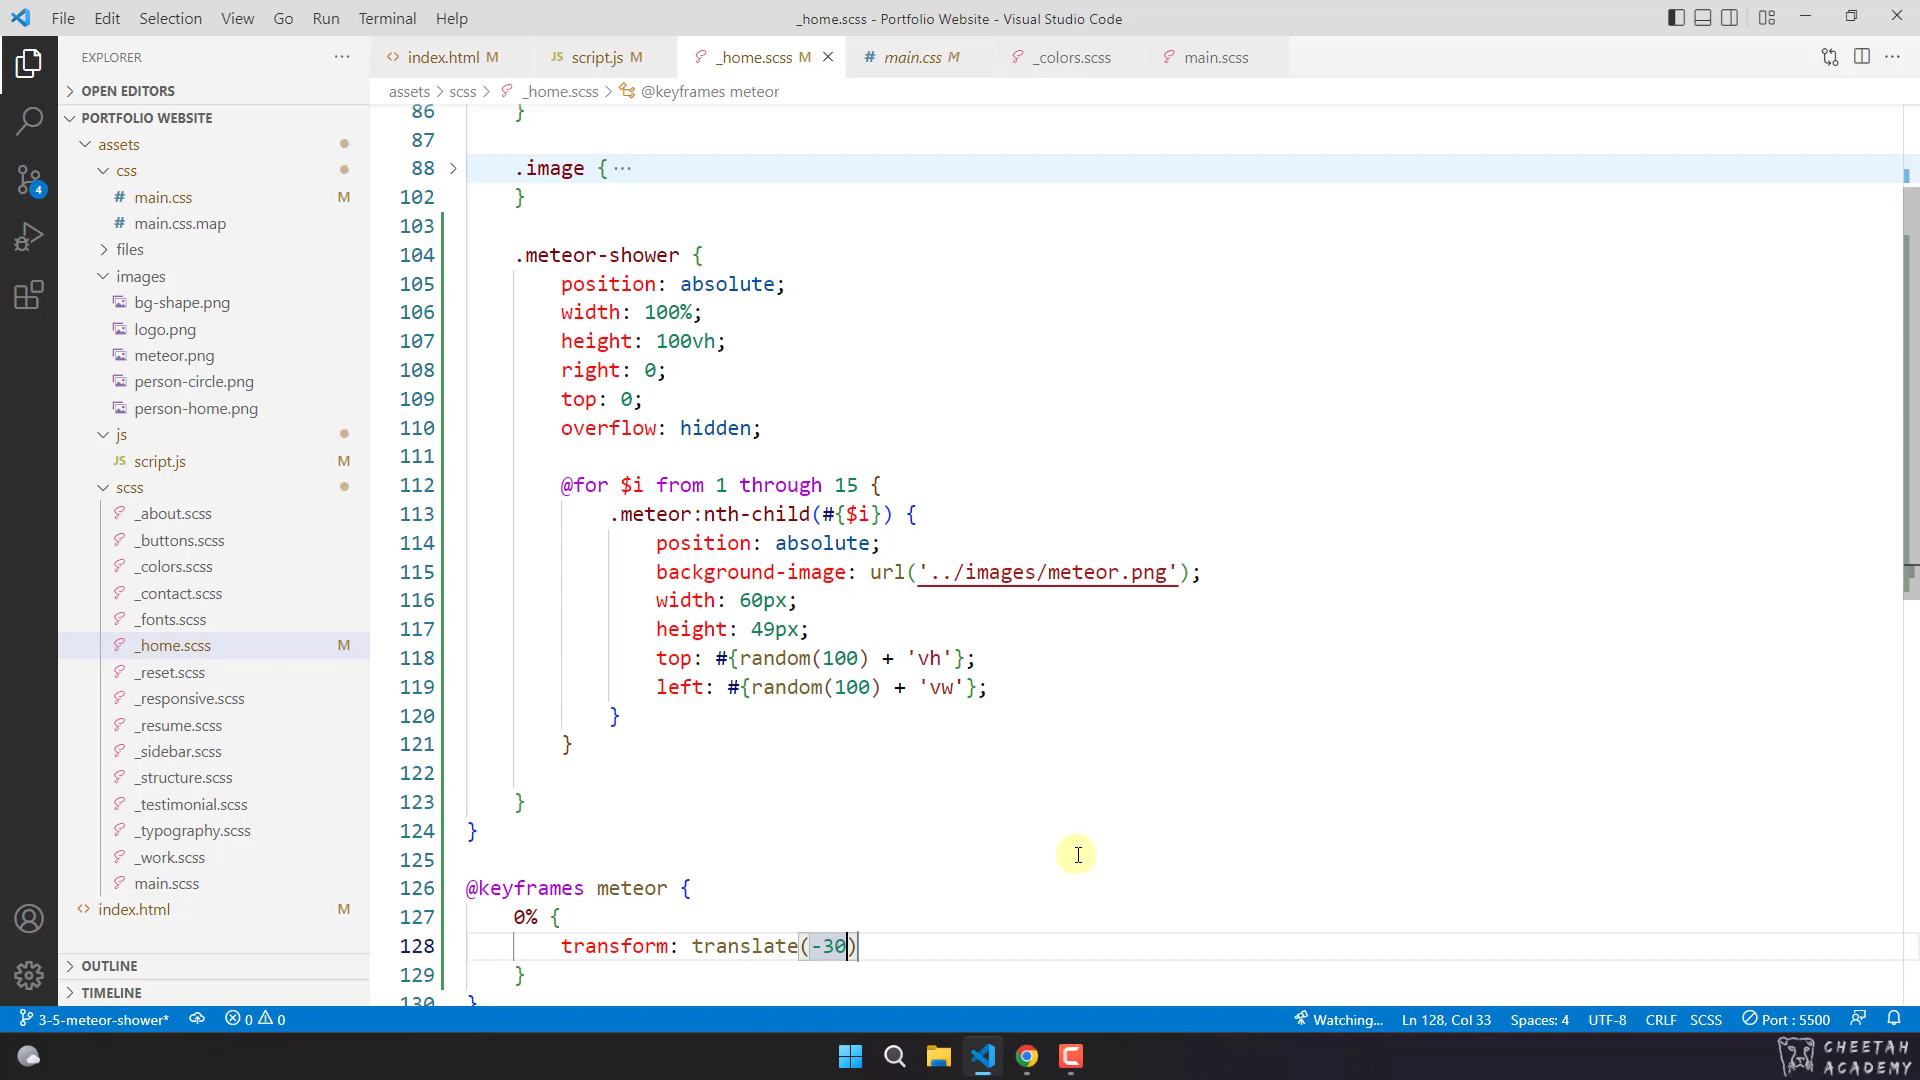 File Edit Selection View Go Run Terminal Help
_home.scss - Portfolio Website - Visual Studio Code
EXPLORER
OPEN EDITORS
PORTFOLIO WEBSITE
assets
css
main.css M
main.css.map
files
images
bg-shape.png
logo.png
meteor.png
person-circle.png
person-home.png
js
script.js M
scss
_about.scss
_buttons.scss
_colors.scss
_contact.scss
_fonts.scss
_home.scss M
_reset.scss
_responsive.scss
_resume.scss
_sidebar.scss
_structure.scss
_testimonial.scss
_typography.scss
_work.scss
main.scss
index.html M
OUTLINE
TIMELINE
4
index.html M script.js M _home.scss M main.css M _colors.scss main.scss
assets > scss > _home.scss > @keyframes meteor
86 }
87
88 .image { ...
102 }
103
104 .meteor-shower {
105 position: absolute;
106 width: 100%;
107 height: 100vh;
108 right: 0;
109 top: 0;
110 overflow: hidden;
111
112 @for $i from 1 through 15 {
113 .meteor:nth-child(#{$i}) {
114 position: absolute;
115 background-image: url('../images/meteor.png');
116 width: 60px;
117 height: 49px;
118 top: #{random(100) + 'vh'};
119 left: #{random(100) + 'vw'};
120 }
121 }
122
123 }
124 }
125
126 @keyframes meteor {
127 0% {
128 transform: translate(-30)
129 }
130 }
3-5-meteor-shower* 0 0 Watching... Ln 128, Col 33 Spaces: 4 UTF-8 CRLF SCSS Port : 5500
CHEETAH
ACADEMY